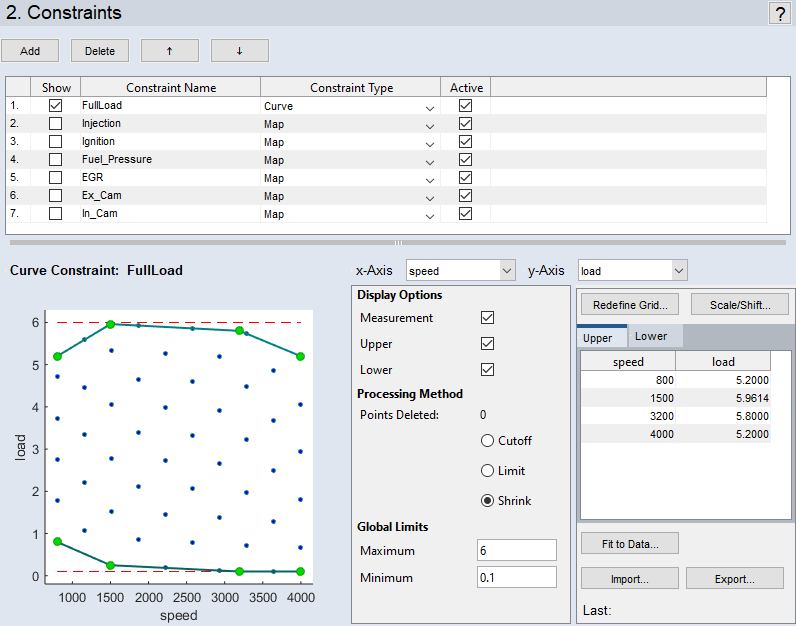 2. Constraints
?
Add Delete ↑ ↓
Show Constraint Name Constraint Type Active
1. FullLoad Curve
2. Injection Map
3. Ignition Map
4. Fuel_Pressure Map
5. EGR Map
6. Ex_Cam Map
7. In_Cam Map
Curve Constraint: FullLoad
x-Axis speed y-Axis load
6
5
4
3
2
1
0
load
1000 1500 2000 2500 3000 3500 4000
speed
Display Options
Measurement
Upper
Lower
Processing Method
Points Deleted: 0
Cutoff
Limit
Shrink
Global Limits
Maximum 6
Minimum 0.1
Redefine Grid... Scale/Shift...
Upper Lower
speed load
800 5.2000
1500 5.9614
3200 5.8000
4000 5.2000
Fit to Data...
Import... Export...
Last: